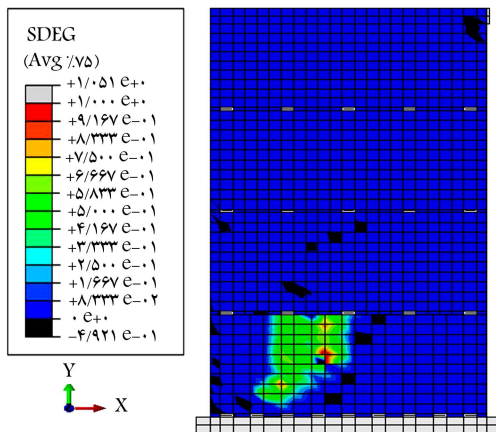 SDEG
(Avg ٪۷۵)
+۱/۰۵۱ e+۰
+۱/۰۰۰ e+۰
+۹/۱۶۷ e−۰۱
+۸/۳۳۳ e−۰۱
+۷/۵۰۰ e−۰۱
+۶/۶۶۷ e−۰۱
+۵/۸۳۳ e−۰۱
+۵/۰۰۰ e−۰۱
+۴/۱۶۷ e−۰۱
+۳/۳۳۳ e−۰۱
+۲/۵۰۰ e−۰۱
+۱/۶۶۷ e−۰۱
+۸/۳۳۳ e−۰۲
۰ e+۰
−۴/۹۲۱ e−۰۱
Y
X